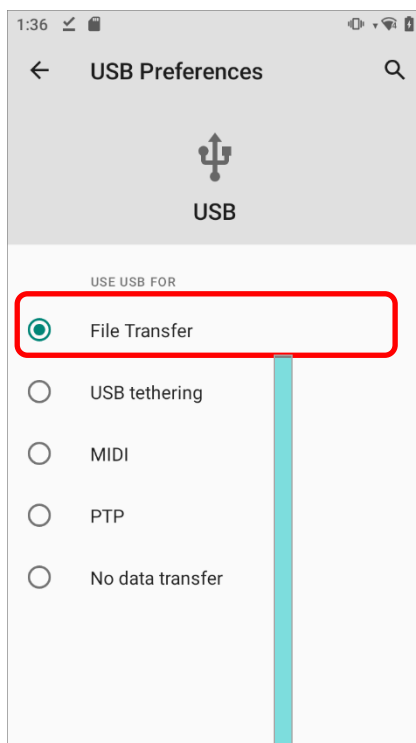 1:36
USB Preferences
USB
USE USB FOR
File Transfer
USB tethering
MIDI
PTP
No data transfer